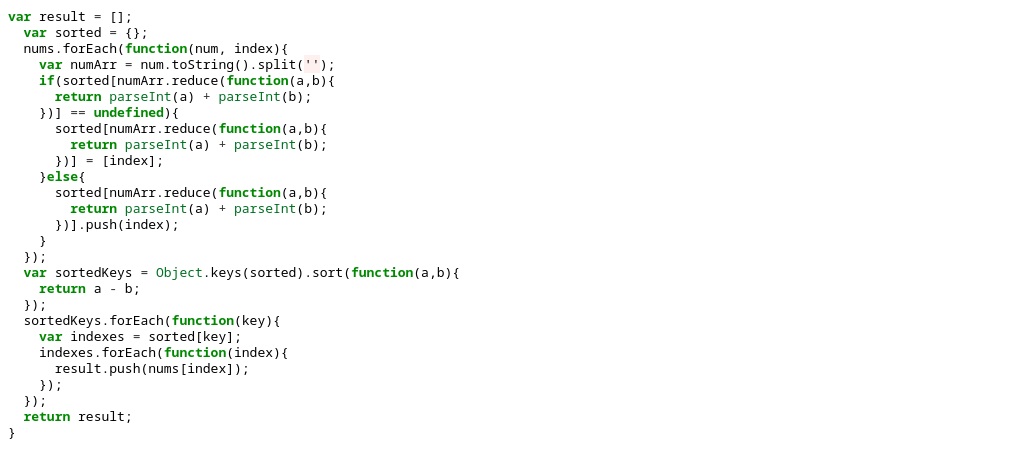 var result = [];
  var sorted = {};
  nums.forEach(function(num, index){
    var numArr = num.toString().split('');
    if(sorted[numArr.reduce(function(a,b){
      return parseInt(a) + parseInt(b);
    })] == undefined){
      sorted[numArr.reduce(function(a,b){
        return parseInt(a) + parseInt(b);
      })] = [index];
    }else{
      sorted[numArr.reduce(function(a,b){
        return parseInt(a) + parseInt(b);
      })].push(index);
    }
  });
  var sortedKeys = Object.keys(sorted).sort(function(a,b){
    return a - b;
  });
  sortedKeys.forEach(function(key){
    var indexes = sorted[key];
    indexes.forEach(function(index){
      result.push(nums[index]);
    });
  });
  return result;
}